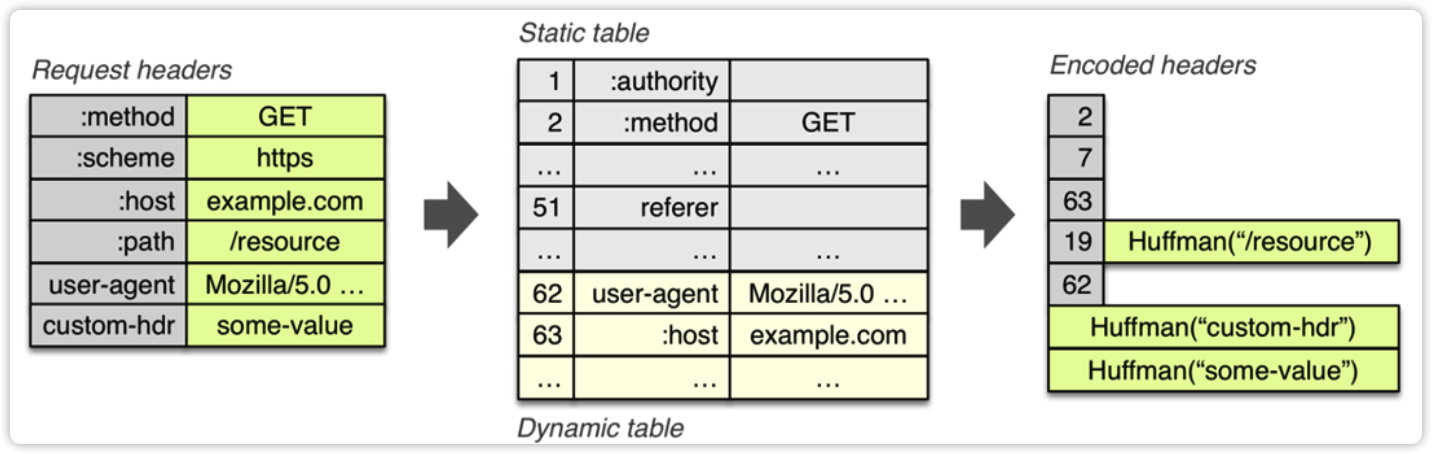 Request headers
:method GET
:scheme https
:host example.com
:path /resource
user-agent Mozilla/5.0 …
custom-hdr some-value
Static table
1 :authority
2 :method GET
… … …
51 referer
… … …
62 user-agent Mozilla/5.0 …
63 :host example.com
… … …
Dynamic table
Encoded headers
2
7
63
19 Huffman(“/resource”)
62
Huffman(“custom-hdr”)
Huffman(“some-value”)